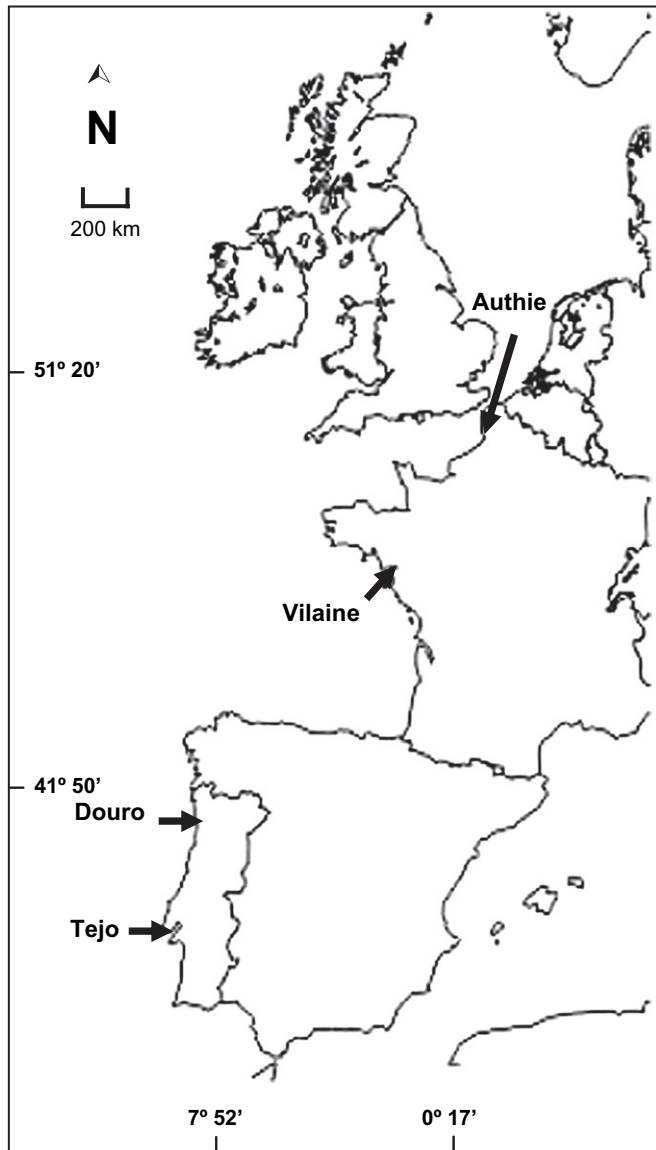 N
200 km
Authie
51º 20’
Vilaine
41º 50’
Douro
Tejo
7º 52’ 0º 17’